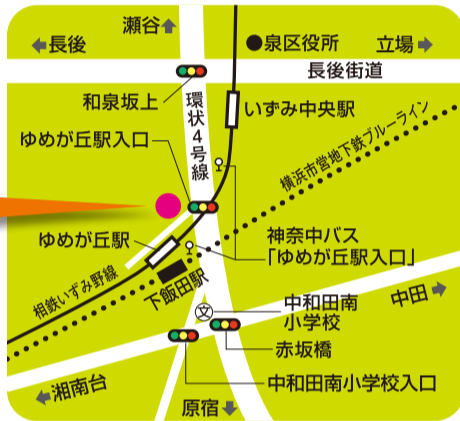 瀬谷
長後
泉区役所
立場
長後街道
和泉坂上
環状4号線
いずみ中央駅
ゆめが丘駅入口
横浜市営地下鉄ブルーライン
ゆめが丘駅
神奈中バス
「ゆめが丘駅入口」
相鉄いずみ野線
下飯田駅
中田
文
中和田南
小学校
赤坂橋
中和田南小学校入口
湘南台
原宿